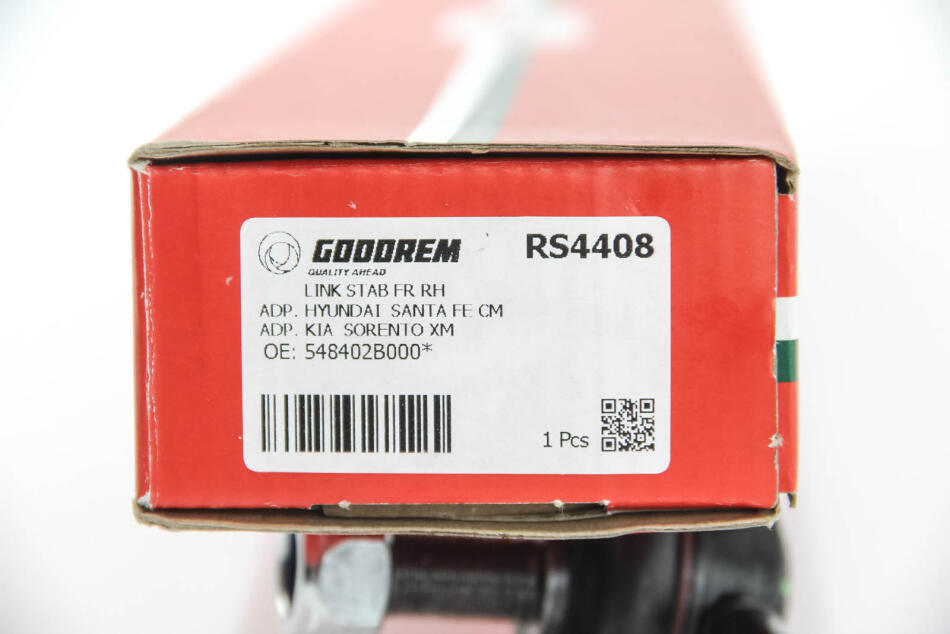 GOODREM
QUALITY AHEAD
RS4408
LINK STAB FR RH
ADP. HYUNDAI SANTA FE CM
ADP. KIA SORENTO XM
OE: 548402B000*
1 Pcs